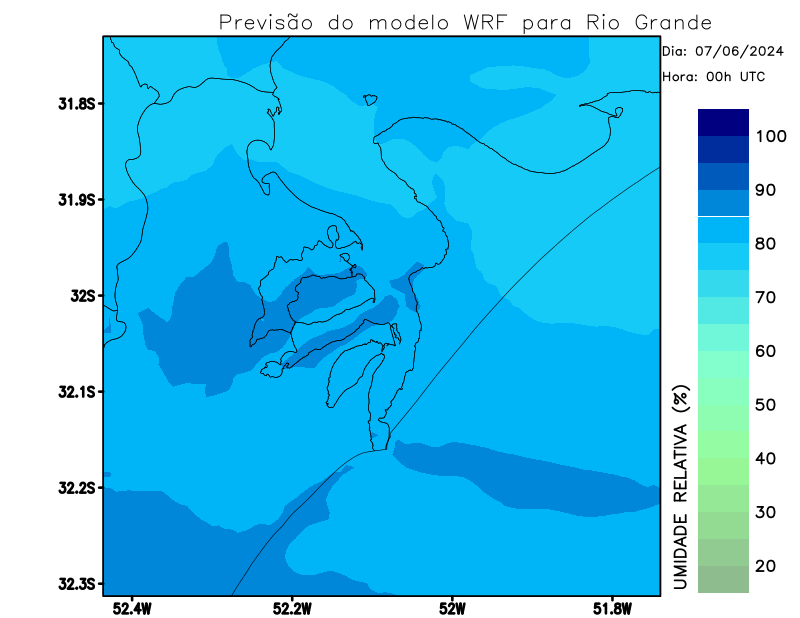 Previsão do modelo WRF para Rio Grande
Dia: 07/06/2024
Hora: 00h UTC
31.8S
31.9S
32S
32.1S
32.2S
32.3S
52.4W
52.2W
52W
51.8W
UMIDADE RELATIVA (%)
100
90
80
70
60
50
40
30
20